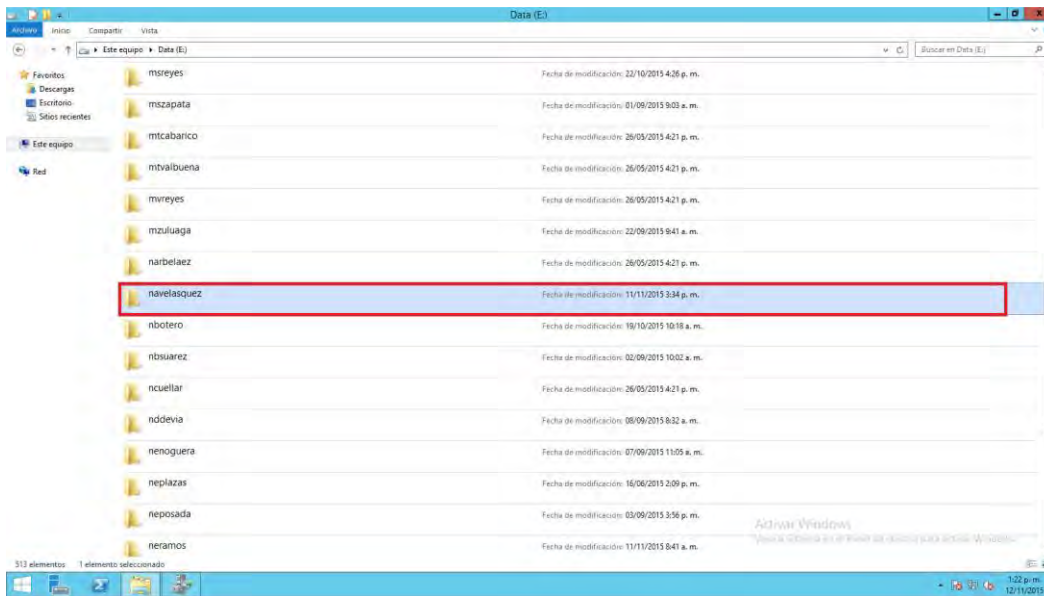 Data (E:)
Archivo Inicio Compartir Vista
Este equipo Data (E:)
Buscar en Data (E:)
Favoritos
Descargas
Escritorio
Sitios recientes
Este equipo
Red
msreyes Fecha de modificación: 22/10/2015 4:26 p. m.
mszapata Fecha de modificación: 01/09/2015 9:03 a. m.
mtcabarico Fecha de modificación: 26/05/2015 4:21 p. m.
mtvalbuena Fecha de modificación: 26/05/2015 4:21 p. m.
mvreyes Fecha de modificación: 26/05/2015 4:21 p. m.
mzuluaga Fecha de modificación: 22/09/2015 9:41 a. m.
narbelaez Fecha de modificación: 26/05/2015 4:21 p. m.
navelasquez Fecha de modificación: 11/11/2015 3:34 p. m.
nbotero Fecha de modificación: 19/10/2015 10:18 a. m.
nbsuarez Fecha de modificación: 02/09/2015 10:02 a. m.
ncuellar Fecha de modificación: 26/05/2015 4:21 p. m.
nddevia Fecha de modificación: 08/09/2015 8:32 a. m.
nenoguera Fecha de modificación: 07/09/2015 11:05 a. m.
neplazas Fecha de modificación: 16/06/2015 2:09 p. m.
neposada Fecha de modificación: 03/09/2015 3:56 p. m.
neramos Fecha de modificación: 11/11/2015 8:41 a. m.
Activar Windows
513 elementos 1 elemento seleccionado
1:22 p. m.
12/11/2015